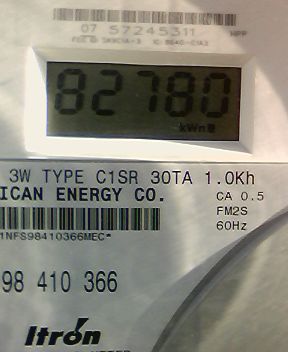 07 57245311
HPP
82780
kWh
3W TYPE C1SR 30TA 1.0Kh
ICAN ENERGY CO.
CA 0.5
FM2S
60Hz
1NFS98410366MEC*
98 410 366
Itron